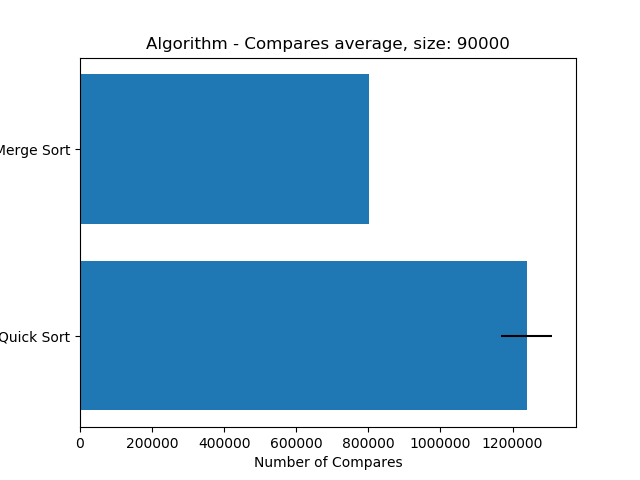 Algorithm - Compares average, size: 90000
Merge Sort
Quick Sort
0 200000 400000 600000 800000 1000000 1200000
Number of Compares